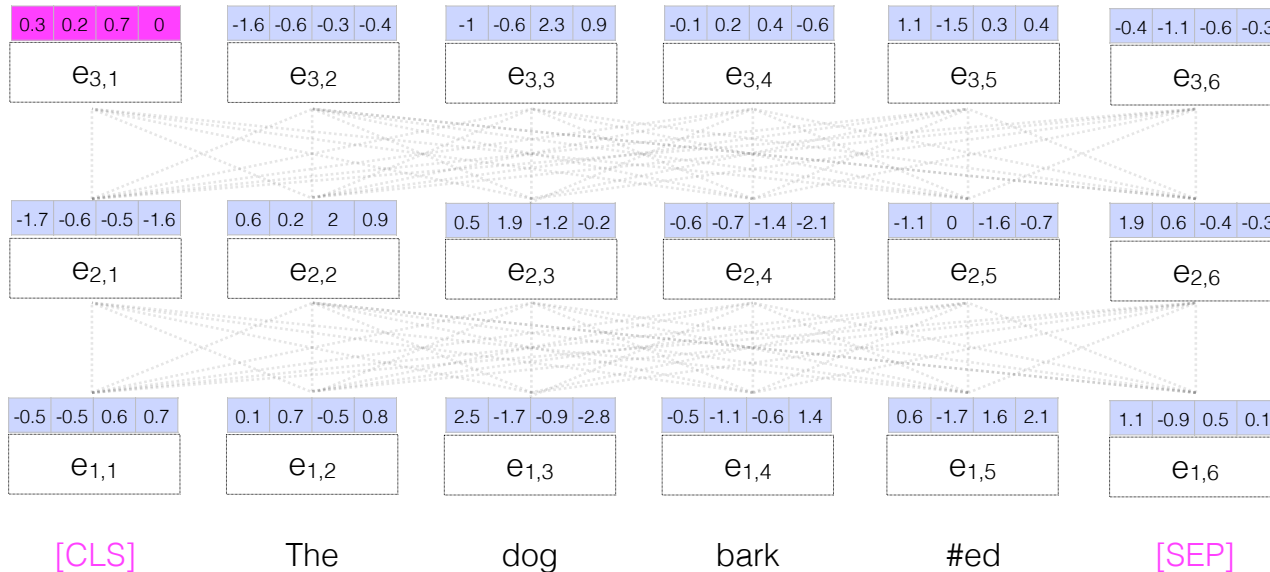 0.3 0.2 0.7 0 -1.6 -0.6 -0.3 -0.4 -1 -0.6 2.3 0.9 -0.1 0.2 0.4 -0.6 1.1 -1.5 0.3 0.4 -0.4 -1.1 -0.6 -0.3
e3,1 e3,2 e3,3 e3,4 e3,5 e3,6
-1.7 -0.6 -0.5 -1.6 0.6 0.2 2 0.9 0.5 1.9 -1.2 -0.2 -0.6 -0.7 -1.4 -2.1 -1.1 0 -1.6 -0.7 1.9 0.6 -0.4 -0.3
e2,1 e2,2 e2,3 e2,4 e2,5 e2,6
-0.5 -0.5 0.6 0.7 0.1 0.7 -0.5 0.8 2.5 -1.7 -0.9 -2.8 -0.5 -1.1 -0.6 1.4 0.6 -1.7 1.6 2.1 1.1 -0.9 0.5 0.1
e1,1 e1,2 e1,3 e1,4 e1,5 e1,6
[CLS] The dog bark #ed [SEP]